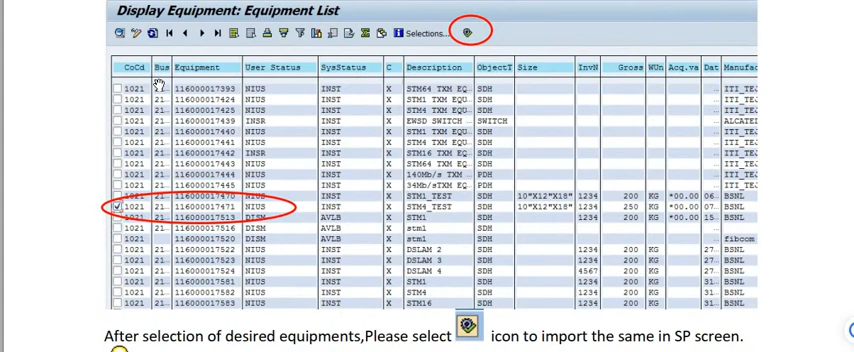 Display Equipment: Equipment List
Selections...
CoCd Bus Equipment User Status SysStatus C Description ObjectT Size InvN Gross WUn Acq.va Dat Manufac
1021 21... 116000017393 NIUS INST X STM64 TXM EQ... SDH ... ITI_TEJ
1021 21... 116000017424 NIUS INST X STM1 TXM EQU... SDH ... ITI_TEJ
1021 21... 116000017425 NIUS INST X STM4 TXM EQU... SDH ... ITI_TEJ
1021 21... 116000017439 INSR INST X EWSD SWITCH ... SWITCH ... ALCATEL
1021 21... 116000017440 NIUS INST X STM1 TXM EQU... SDH ... ITI_TEJ
1021 21... 116000017441 NIUS INST X STM4 TXM EQU... SDH ... ITI_TEJ
1021 21... 116000017442 INSR INST X STM16 TXM EQ... SDH ... ITI_TEJ
1021 21... 116000017443 NIUS INST X STM64 TXM EQ... SDH ... ITI_TEJ
1021 21... 116000017444 NIUS INST X 140Mb/s TXM ... PDH ... ITI_TEJ
1021 21... 116000017445 NIUS INST X 34Mb/sTXM EQ... PDH ... ITI_TEJ
1021 21... 116000017470 NIUS INST X STM1_TEST SDH 10"X12"X18" 1234 200 KG *00.00 06... BSNL
1021 21... 116000017471 NIUS INST X STM4_TEST SDH 10"X12"X18" 1234 250 KG *00.00 07... BSNL
1021 21... 116000017513 DISM AVLB X STM1 SDH 1234 200 KG *00.00 15... BSNL
1021 21... 116000017516 DISM AVLB X stm1 SDH ...
1021 116000017520 DISM AVLB X stm1 SDH ... fibcom
1021 21... 116000017522 NIUS INST X DSLAM 2 SDH 1234 200 KG 27... BSNL
1021 21... 116000017523 NIUS INST X DSLAM 3 SDH 1234 200 KG 27... BSNL
1021 21... 116000017524 NIUS INST X DSLAM 4 SDH 4567 200 KG 27... BSNL
1021 21... 116000017581 NIUS INST X STM1 SDH 1234 200 KG 31... BSNL
1021 21... 116000017582 NIUS INST X STM4 SDH 1234 200 KG 31... BSNL
1021 21... 116000017583 NIUS INST X STM16 SDH 1234 200 KG 31... BSNL
After selection of desired equipments,Please select icon to import the same in SP screen.